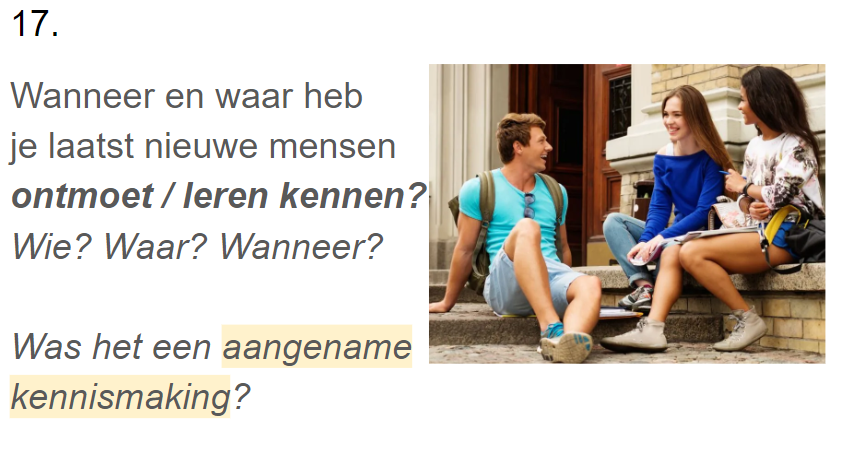 17.
Wanneer en waar heb
je laatst nieuwe mensen
ontmoet / leren kennen?
Wie? Waar? Wanneer?
Was het een aangename
kennismaking?